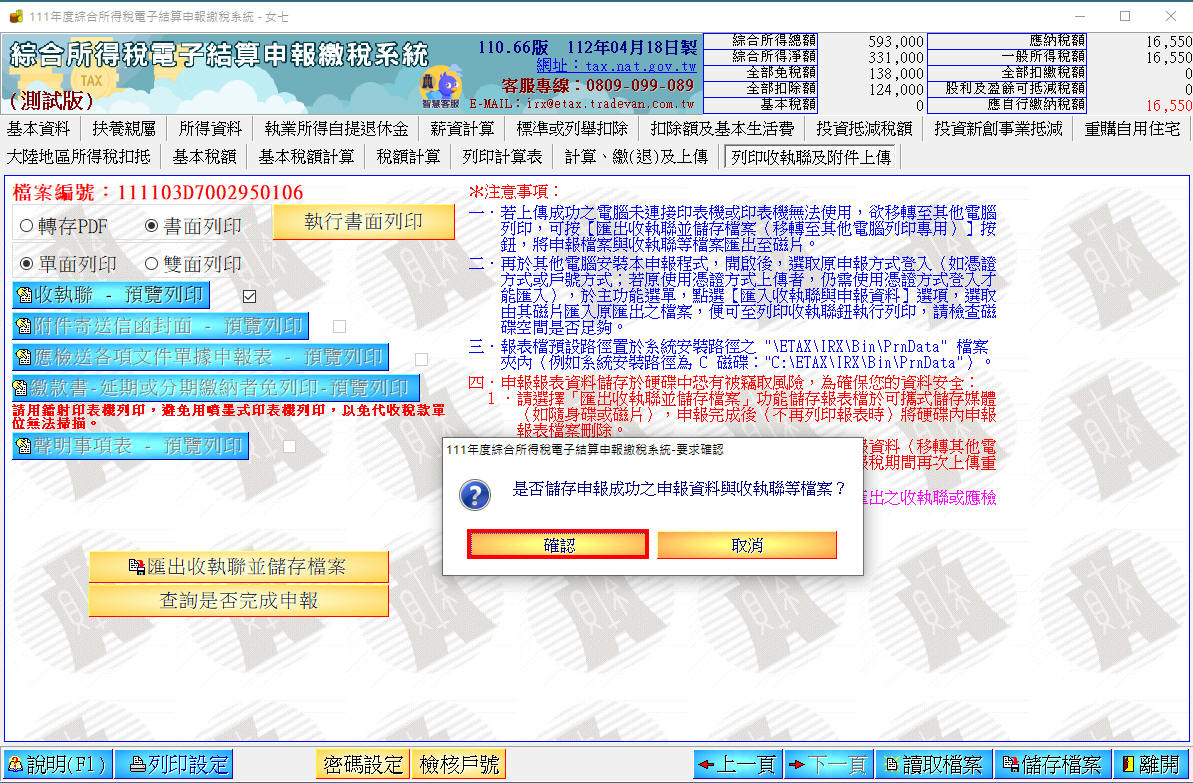 111年度綜合所得稅電子結算申報繳稅系統 - 女七
綜合所得稅電子結算申報繳稅系統
TAX
(測試版)
智慧客服
110.66版 112年04月18日製
網址：tax.nat.gov.tw
客服專線：0809-099-089
E-MAIL：irx@etax.tradevan.com.tw
綜合所得總額 593,000 應納稅額 16,550
綜合所得淨額 331,000 一般所得稅額 16,550
全部免稅額 138,000 全部扣繳稅額 0
全部扣除額 124,000 股利及盈餘可抵減稅額 0
基本稅額 0 應自行繳納稅額 16,550
基本資料 扶養親屬 所得資料 執業所得自提退休金 薪資計算 標準或列舉扣除 扣除額及基本生活費 投資抵減稅額 投資新創事業抵減 重購自用住宅
大陸地區所得稅扣抵 基本稅額 基本稅額計算 稅額計算 列印計算表 計算、繳(退)及上傳 列印收執聯及附件上傳
檔案編號：111103D7002950106
轉存PDF 書面列印 執行書面列印
單面列印 雙面列印
收執聯 - 預覽列印
附件寄送信函封面 - 預覽列印
應檢送各項文件單據申報表 - 預覽列印
繳款書-延期或分期繳納者免列印-預覽列印
請用鐳射印表機列印，避免用噴墨式印表機列印，以免代收稅款單
位無法掃描。
聲明事項表 - 預覽列印
匯出收執聯並儲存檔案
查詢是否完成申報
＊注意事項：
一．若上傳成功之電腦未連接印表機或印表機無法使用，欲移轉至其他電腦
列印，可按［匯出收執聯並儲存檔案（移轉至其他電腦列印專用）］按
鈕，將申報檔案與收執聯等檔案匯出至磁片。
二．再於其他電腦安裝本申報程式，開啟後，選取原申報方式登入（如憑證
方式或戶號方式；若原使用憑證方式上傳者，仍需使用憑證方式登入才
能匯入），於主功能選單，點選［匯入收執聯與申報資料］選項，選取
由其磁片匯入原匯出之檔案，便可至列印收執聯鈕執行列印，請檢查磁
碟空間是否足夠。
三．報表檔預設路徑置於系統安裝路徑之 "\ETAX\IRX\Bin\PrnData" 檔案
夾內（例如系統安裝路徑為 C 磁碟："C:\ETAX\IRX\Bin\PrnData"）。
四．申報報表資料儲存於硬碟中恐有被竊取風險，為確保您的資料安全：
1．請選擇「匯出收執聯並儲存檔案」功能儲存報表檔於可攜式儲存媒體
（如隨身碟或磁片），申報完成後（不再列印報表時）將硬碟內申報
報表檔案刪除。
資料（移轉其他電
稅期間再次上傳重
出之收執聯或應檢
111年度綜合所得稅電子結算申報繳稅系統-要求確認
是否儲存申報成功之申報資料與收執聯等檔案？
確認 取消
說明(F1) 列印設定 密碼設定 檢核戶號 上一頁 下一頁 讀取檔案 儲存檔案 離開